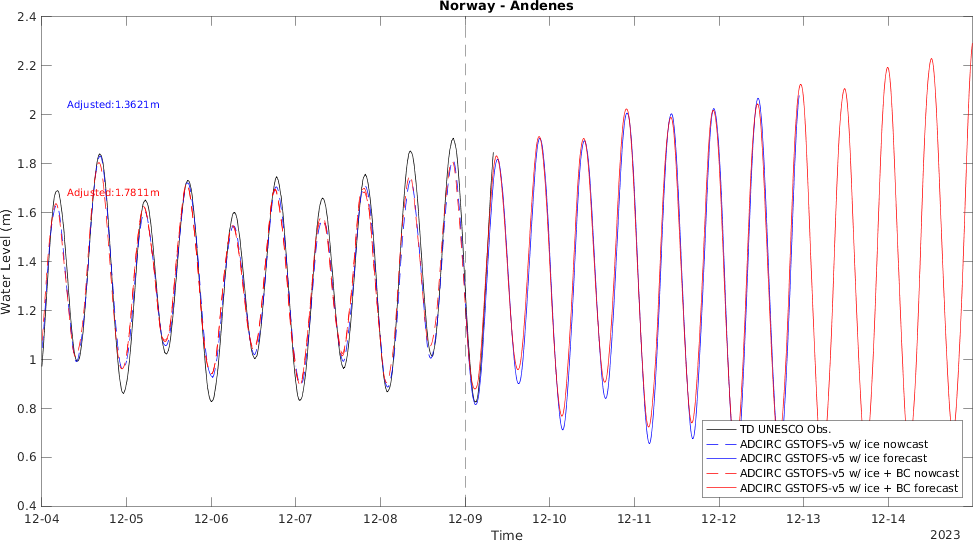 Norway - Andenes
2.4
2.2
2
1.8
1.6
1.4
1.2
1
0.8
0.6
0.4
Water Level (m)
Adjusted:1.3621m
Adjusted:1.7811m
TD UNESCO Obs.
ADCIRC GSTOFS-v5 w/ ice nowcast
ADCIRC GSTOFS-v5 w/ ice forecast
ADCIRC GSTOFS-v5 w/ ice + BC nowcast
ADCIRC GSTOFS-v5 w/ ice + BC forecast
12-04 12-05 12-06 12-07 12-08 12-09 12-10 12-11 12-12 12-13 12-14
Time
2023